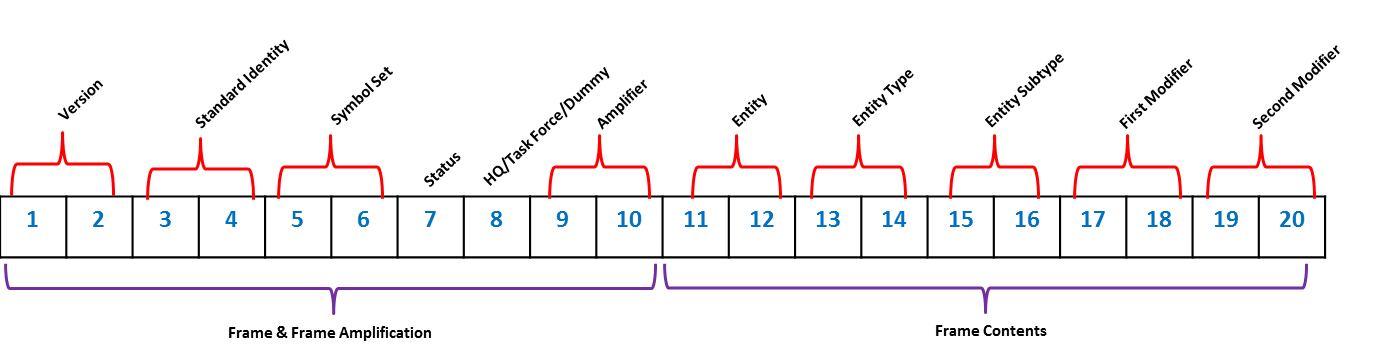 Version
Standard Identity
Symbol Set
Status
HQ/Task Force/Dummy
Amplifier
Entity
Entity Type
Entity Subtype
First Modifier
Second Modifier
1 2 3 4 5 6 7 8 9 10 11 12 13 14 15 16 17 18 19 20
Frame & Frame Amplification
Frame Contents